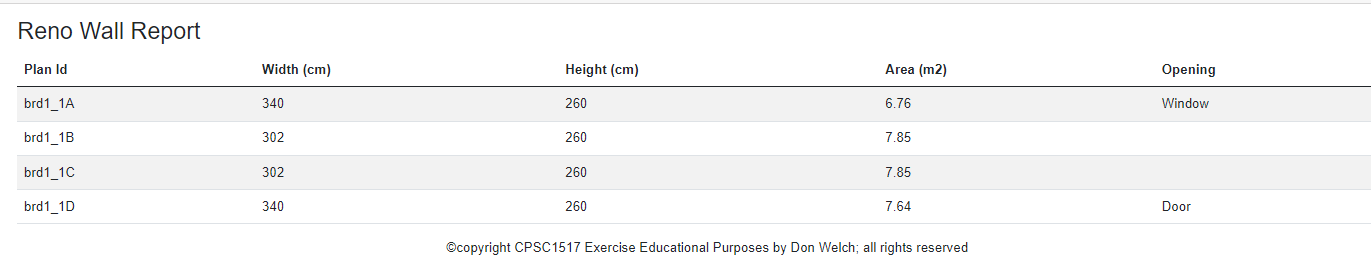 Reno Wall Report
Plan Id Width (cm) Height (cm) Area (m2) Opening
brd1_1A 340 260 6.76 Window
brd1_1B 302 260 7.85
brd1_1C 302 260 7.85
brd1_1D 340 260 7.64 Door
©copyright CPSC1517 Exercise Educational Purposes by Don Welch; all rights reserved